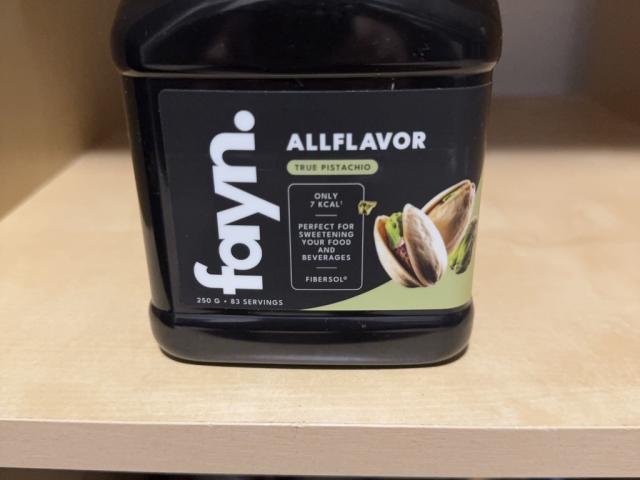 fayn.
ALLFLAVOR
TRUE PISTACHIO
ONLY
7 KCAL¹
PERFECT FOR
SWEETENING
YOUR FOOD
AND
BEVERAGES
FIBERSOL®
250 G • 83 SERVINGS